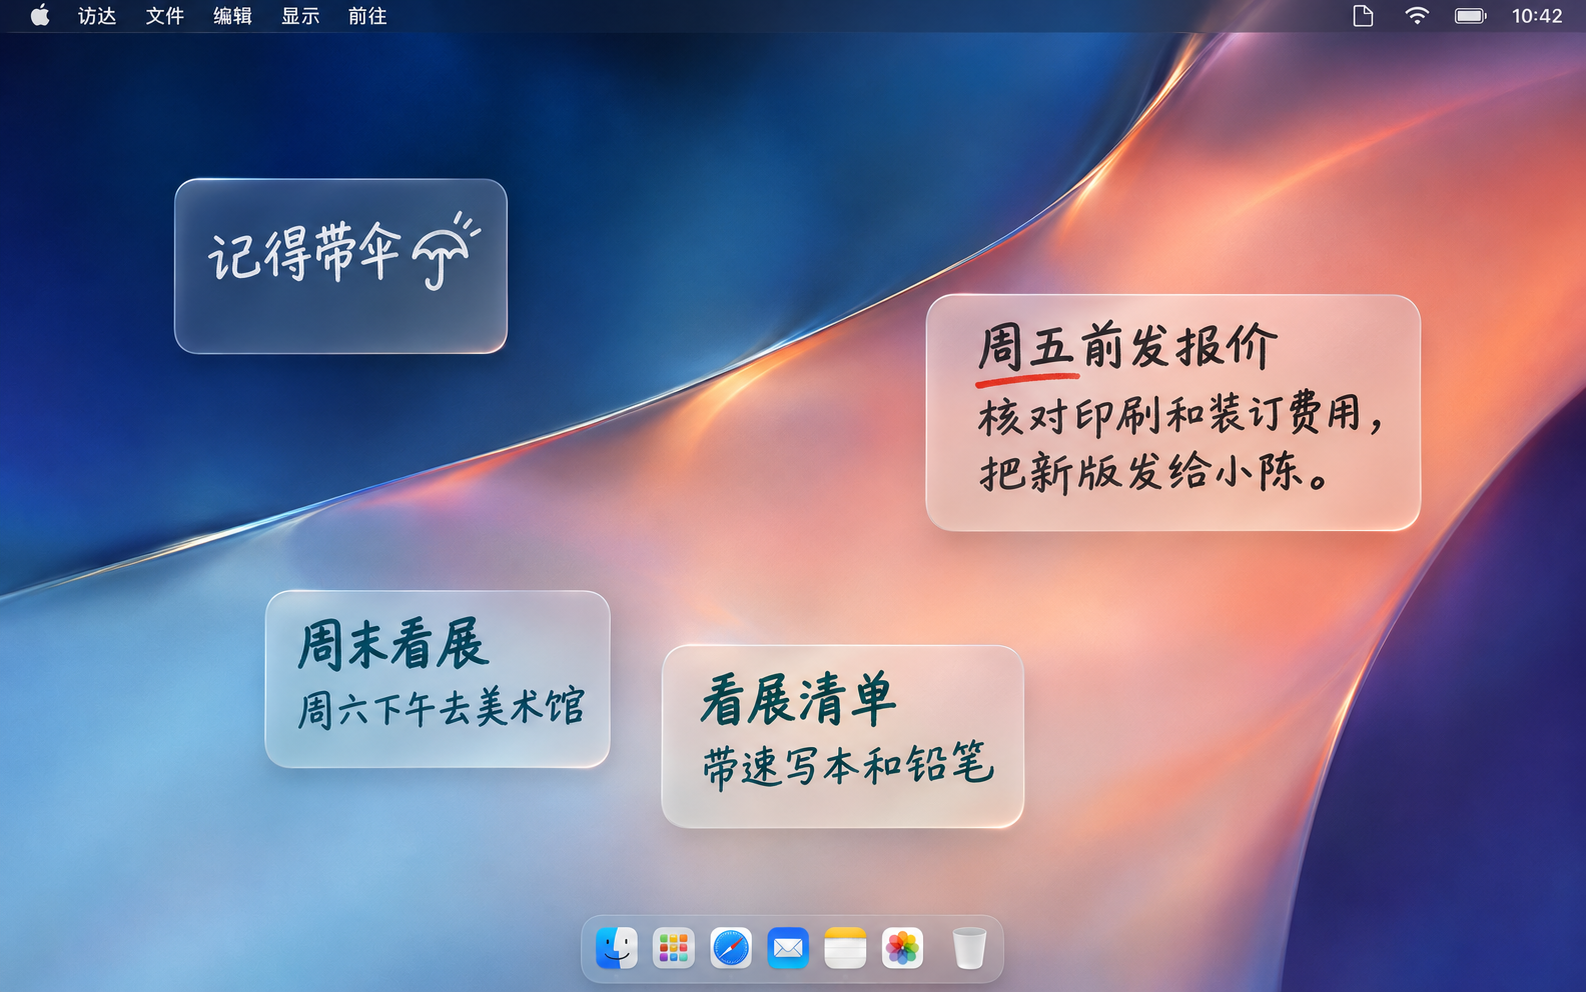 访达 文件 编辑 显示 前往 10:42
记得带伞
周五前发报价
核对印刷和装订费用，
把新版发给小陈。
周末看展
周六下午去美术馆
看展清单
带速写本和铅笔